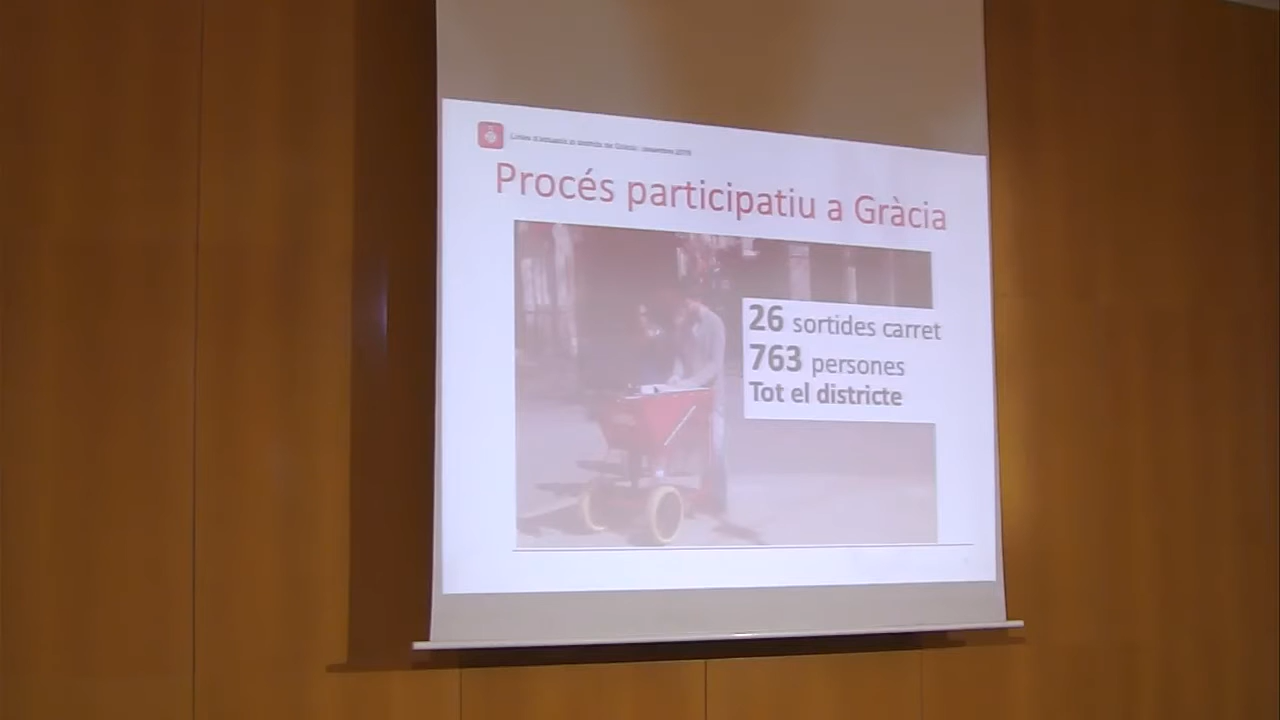 Procés participatiu a Gràcia
26 sortides carret
763 persones
Tot el districte